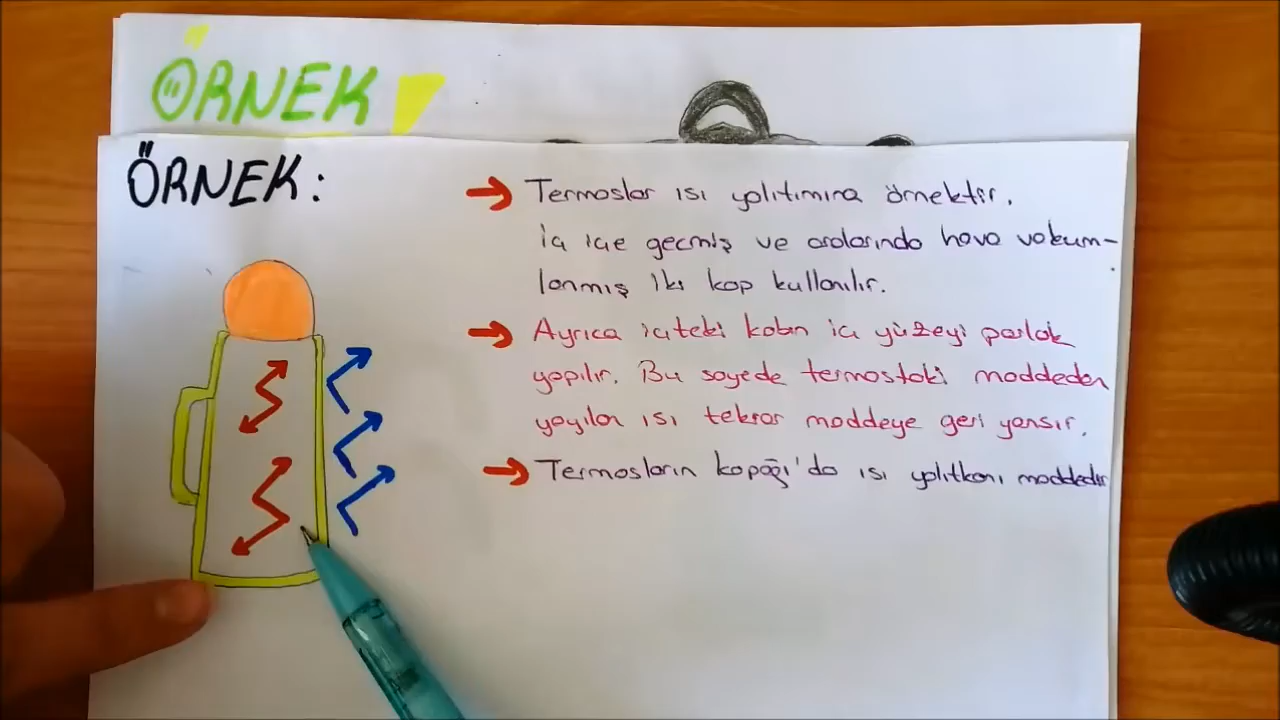 ÖRNEK
ÖRNEK:
→ Termoslar ısı yalıtımına örnektir.
İç içe geçmiş ve aralarında hava vakum-
lanmış iki kap kullanılır.
→ Ayrıca içteki kabın iç yüzeyi parlak
yapılır. Bu sayede termostaki maddeden
yayılan ısı tekrar maddeye geri yansır.
→ Termosların kapağı'da ısı yalıtkanı maddedir